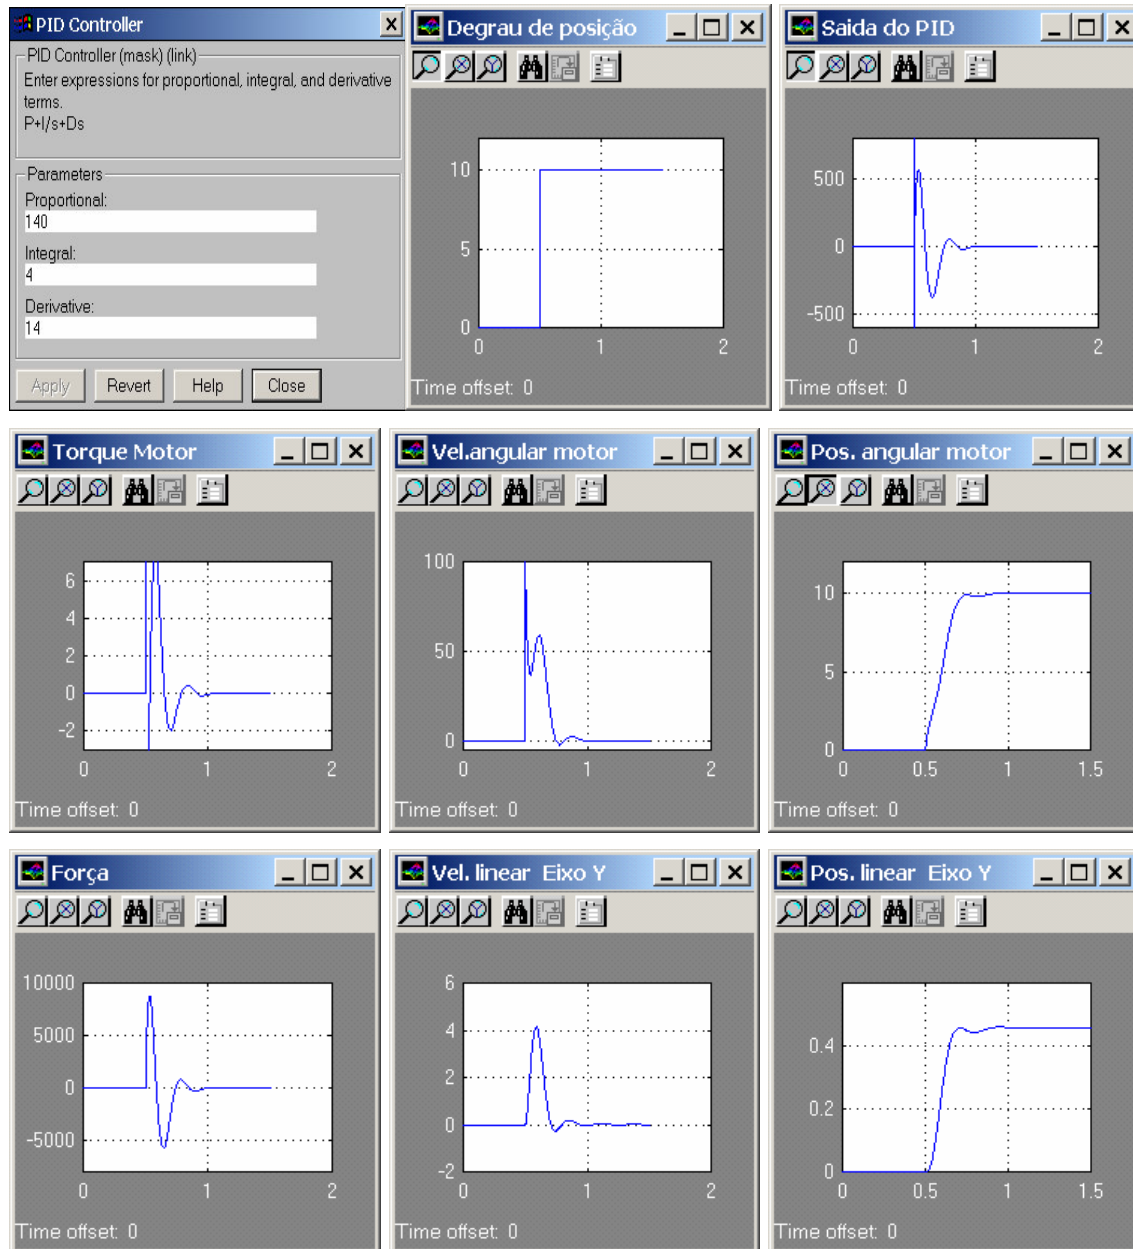 PID Controller
PID Controller (mask) (link)
Enter expressions for proportional, integral, and derivative
terms.
P+I/s+Ds
Parameters
Proportional:
140
Integral:
4
Derivative:
14
Apply Revert Help Close
Degrau de posição
10
5
0
0 1 2
Time offset: 0
Saida do PID
500
0
-500
0 1 2
Time offset: 0
Torque Motor
6
4
2
0
-2
0 1 2
Time offset: 0
Vel.angular motor
100
50
0
0 1 2
Time offset: 0
Pos. angular motor
10
5
0
0 0.5 1 1.5
Time offset: 0
Força
10000
5000
0
-5000
0 1 2
Time offset: 0
Vel. linear Eixo Y
6
4
2
0
-2
0 1 2
Time offset: 0
Pos. linear Eixo Y
0.4
0.2
0
0 0.5 1 1.5
Time offset: 0